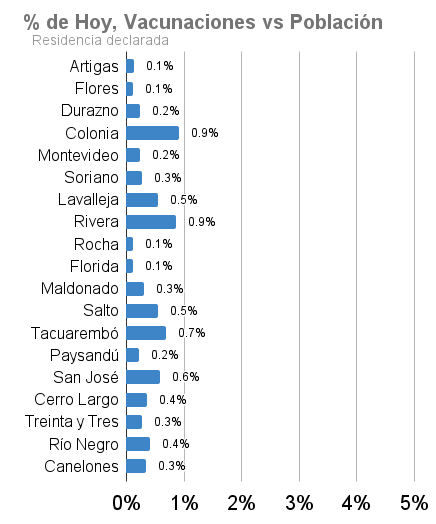 % de Hoy, Vacunaciones vs Población
Residencia declarada
Artigas 0.1%
Flores 0.1%
Durazno 0.2%
Colonia 0.9%
Montevideo 0.2%
Soriano 0.3%
Lavalleja 0.5%
Rivera 0.9%
Rocha 0.1%
Florida 0.1%
Maldonado 0.3%
Salto 0.5%
Tacuarembó 0.7%
Paysandú 0.2%
San José 0.6%
Cerro Largo 0.4%
Treinta y Tres 0.3%
Río Negro 0.4%
Canelones 0.3%
0% 1% 2% 3% 4% 5%